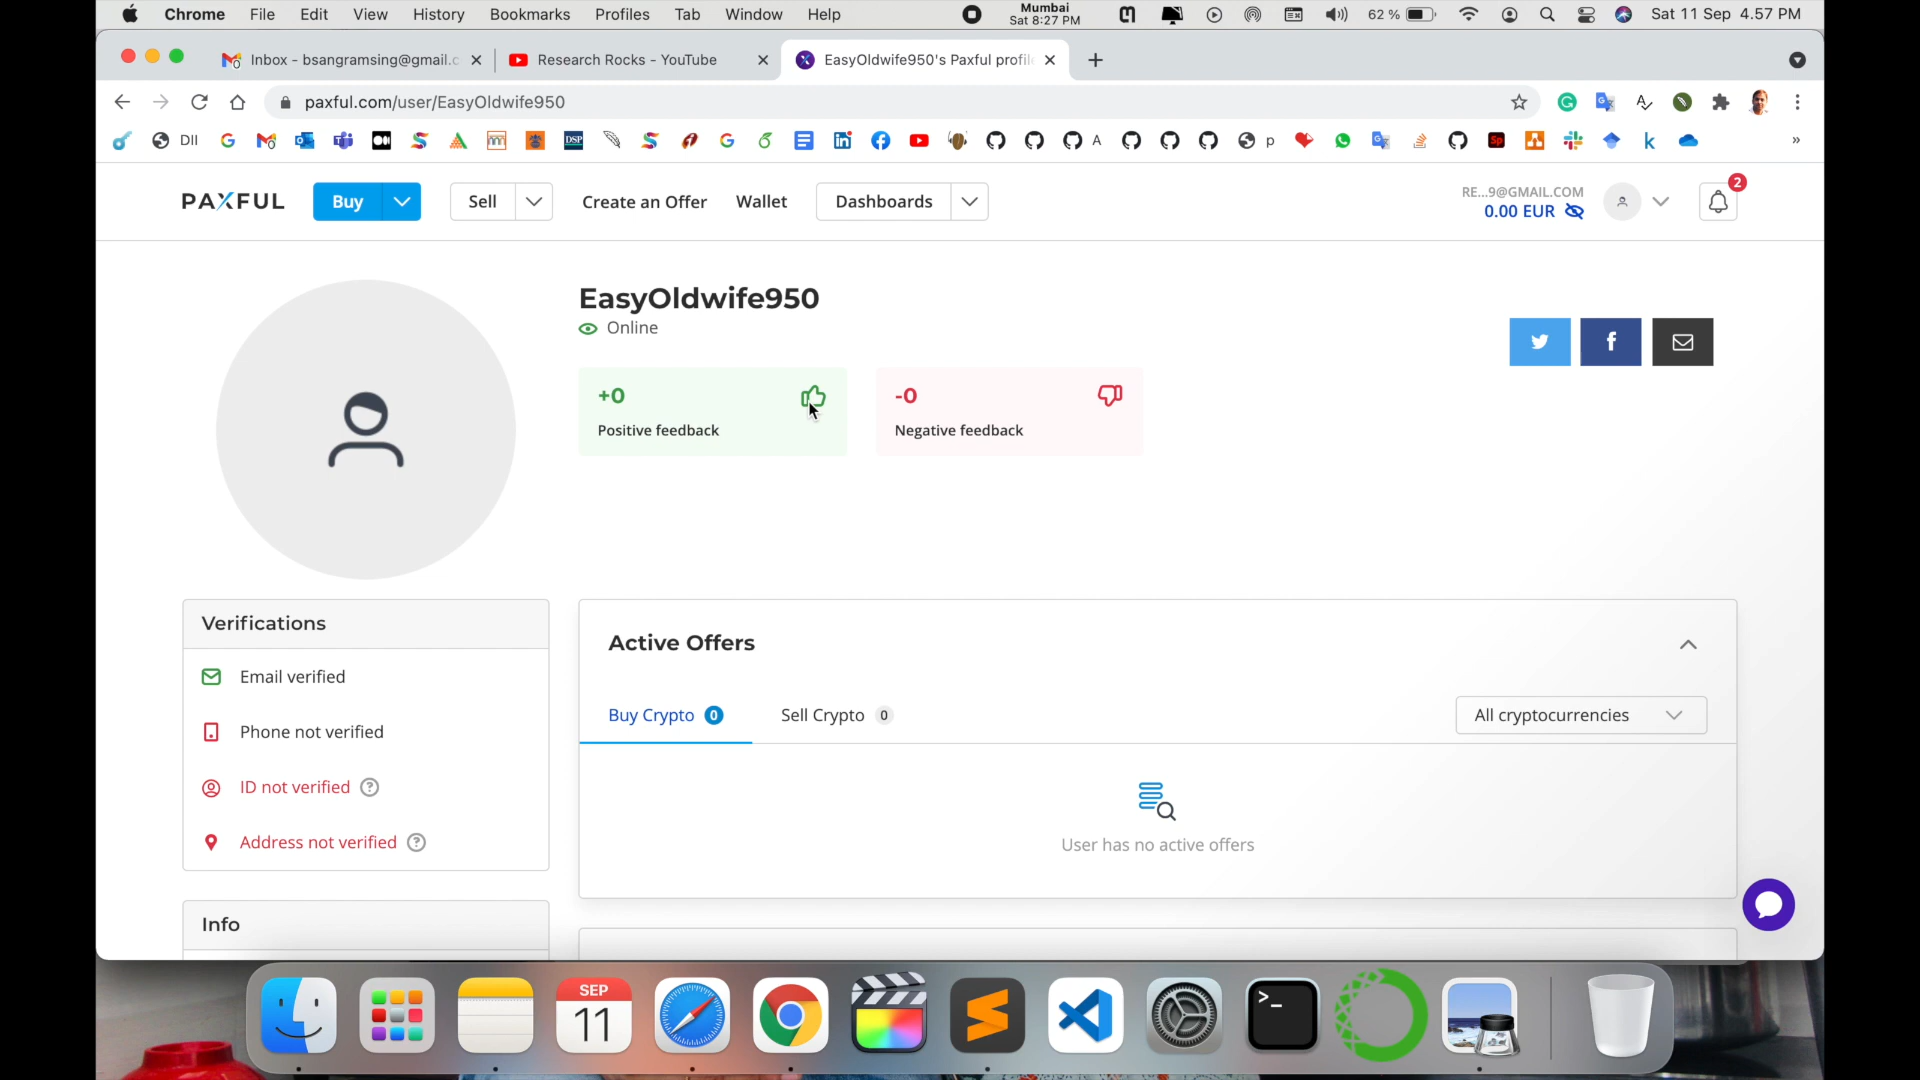 Chrome File Edit View History Bookmarks Profiles Tab Window Help Mumbai 62 % Sat 11 Sep 4.57 PM
Sat 8:27 PM
Inbox - bsangramsing@gmail.c Research Rocks - YouTube EasyOldwife950's Paxful profil
paxful.com/user/EasyOldwife950
DII DSP A p Sp k »
PAXFUL Buy Sell Create an Offer Wallet Dashboards RE...9@GMAIL.COM 2
0.00 EUR
EasyOldwife950
Online
+0 -0
Positive feedback Negative feedback
Verifications
Email verified
Phone not verified
ID not verified ?
Address not verified ?
Info
Active Offers
Buy Crypto 0 Sell Crypto 0 All cryptocurrencies
User has no active offers
SEP
11
>_